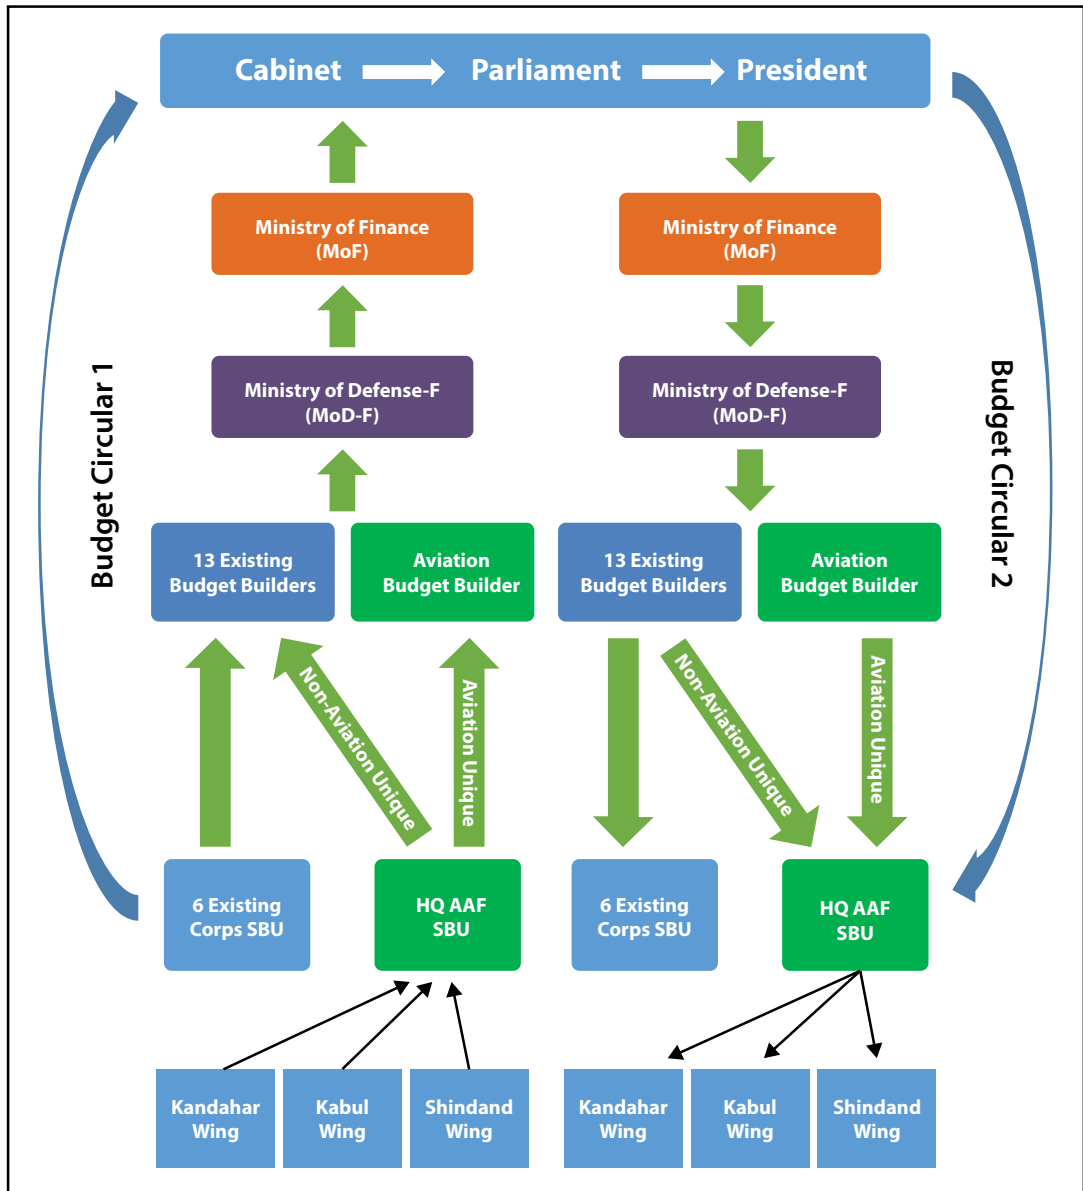 Cabinet Parliament President
Ministry of Finance
(MoF)
Ministry of Finance
(MoF)
Ministry of Defense-F
(MoD-F)
Ministry of Defense-F
(MoD-F)
Budget Circular 1
Budget Circular 2
13 Existing
Budget Builders
Aviation
Budget Builder
13 Existing
Budget Builders
Aviation
Budget Builder
Non-Aviation Unique
Aviation Unique
Non-Aviation Unique
Aviation Unique
6 Existing
Corps SBU
HQ AAF
SBU
6 Existing
Corps SBU
HQ AAF
SBU
Kandahar
Wing
Kabul
Wing
Shindand
Wing
Kandahar
Wing
Kabul
Wing
Shindand
Wing